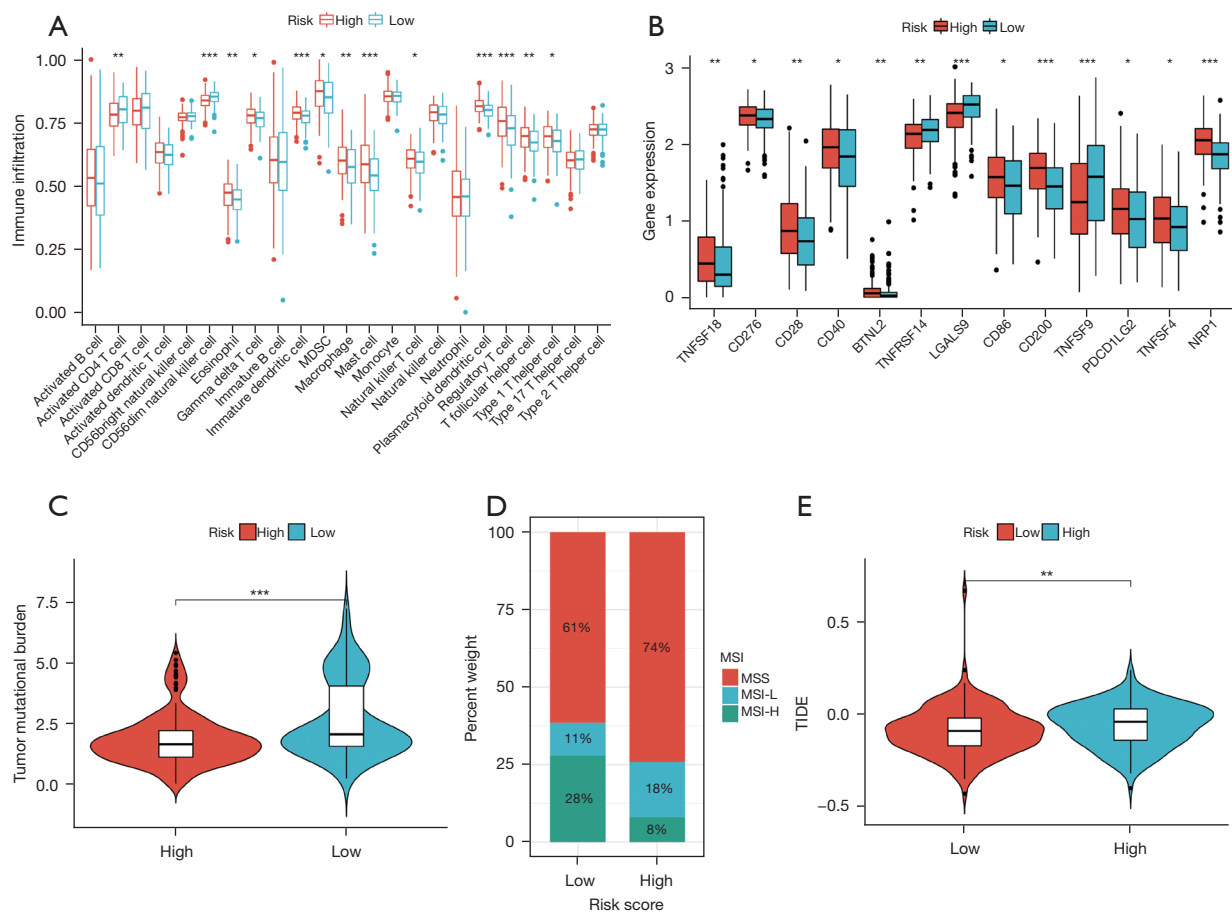 A
Risk High Low
Immune infiltration
1.00
0.75
0.50
0.25
0.00
** *** ** * *** * ** *** * *** *** ** *
Activated B cell
Activated CD4 T cell
Activated CD8 T cell
Activated dendritic T cell
CD56bright natural killer cell
CD56dim natural killer cell
Eosinophil
Gamma delta T cell
Immature B cell
Immature dendritic cell
MDSC
Macrophage
Mast cell
Monocyte
Natural killer T cell
Natural killer cell
Neutrophil
Plasmacytoid dendritic cell
Regulatory T cell
T follicular helper cell
Type 1 T helper cell
Type 17 T helper cell
Type 2 T helper cell
B
Risk High Low
Gene expression
3
2
1
0
** * ** * ** ** *** * *** *** * * ***
TNFSF18
CD276
CD28
CD40
BTNL2
TNFRSF14
LGALS9
CD86
CD200
TNFSF9
PDCD1LG2
TNSF4
NRP1
C
Risk High Low
Tumor mutational burden
7.5
5.0
2.5
0.0
***
High Low
D
Percent weight
100
75
50
25
0
61%
11%
28%
74%
18%
8%
Low High
Risk score
MSI
MSS
MSI-L
MSI-H
E
Risk Low High
TIDE
0.5
0.0
−0.5
**
Low High